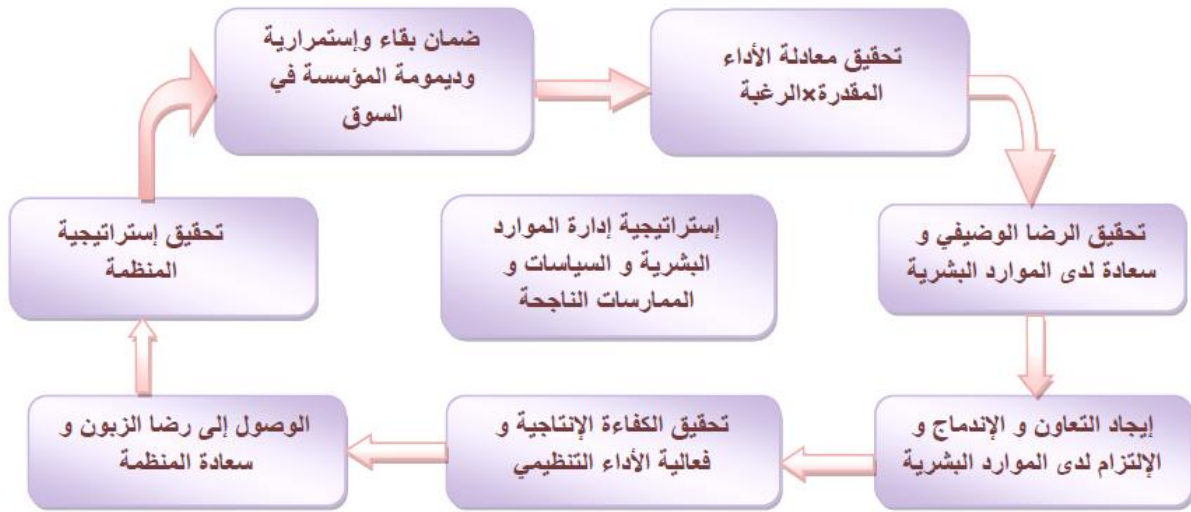 ضمان بقاء وإستمرارية
وديمومة المؤسسة في
السوق
تحقيق معادلة الأداء
المقدرة×الرغبة
تحقيق الرضا الوضيفي و
سعادة لدى الموارد البشرية
إيجاد التعاون و الإندماج و
الإلتزام لدى الموارد البشرية
تحقيق الكفاءة الإنتاجية و
فعالية الأداء التنظيمي
الوصول إلى رضا الزبون و
سعادة المنظمة
تحقيق إستراتيجية
المنظمة
إستراتيجية إدارة الموارد
البشرية و السياسات و
الممارسات الناجحة